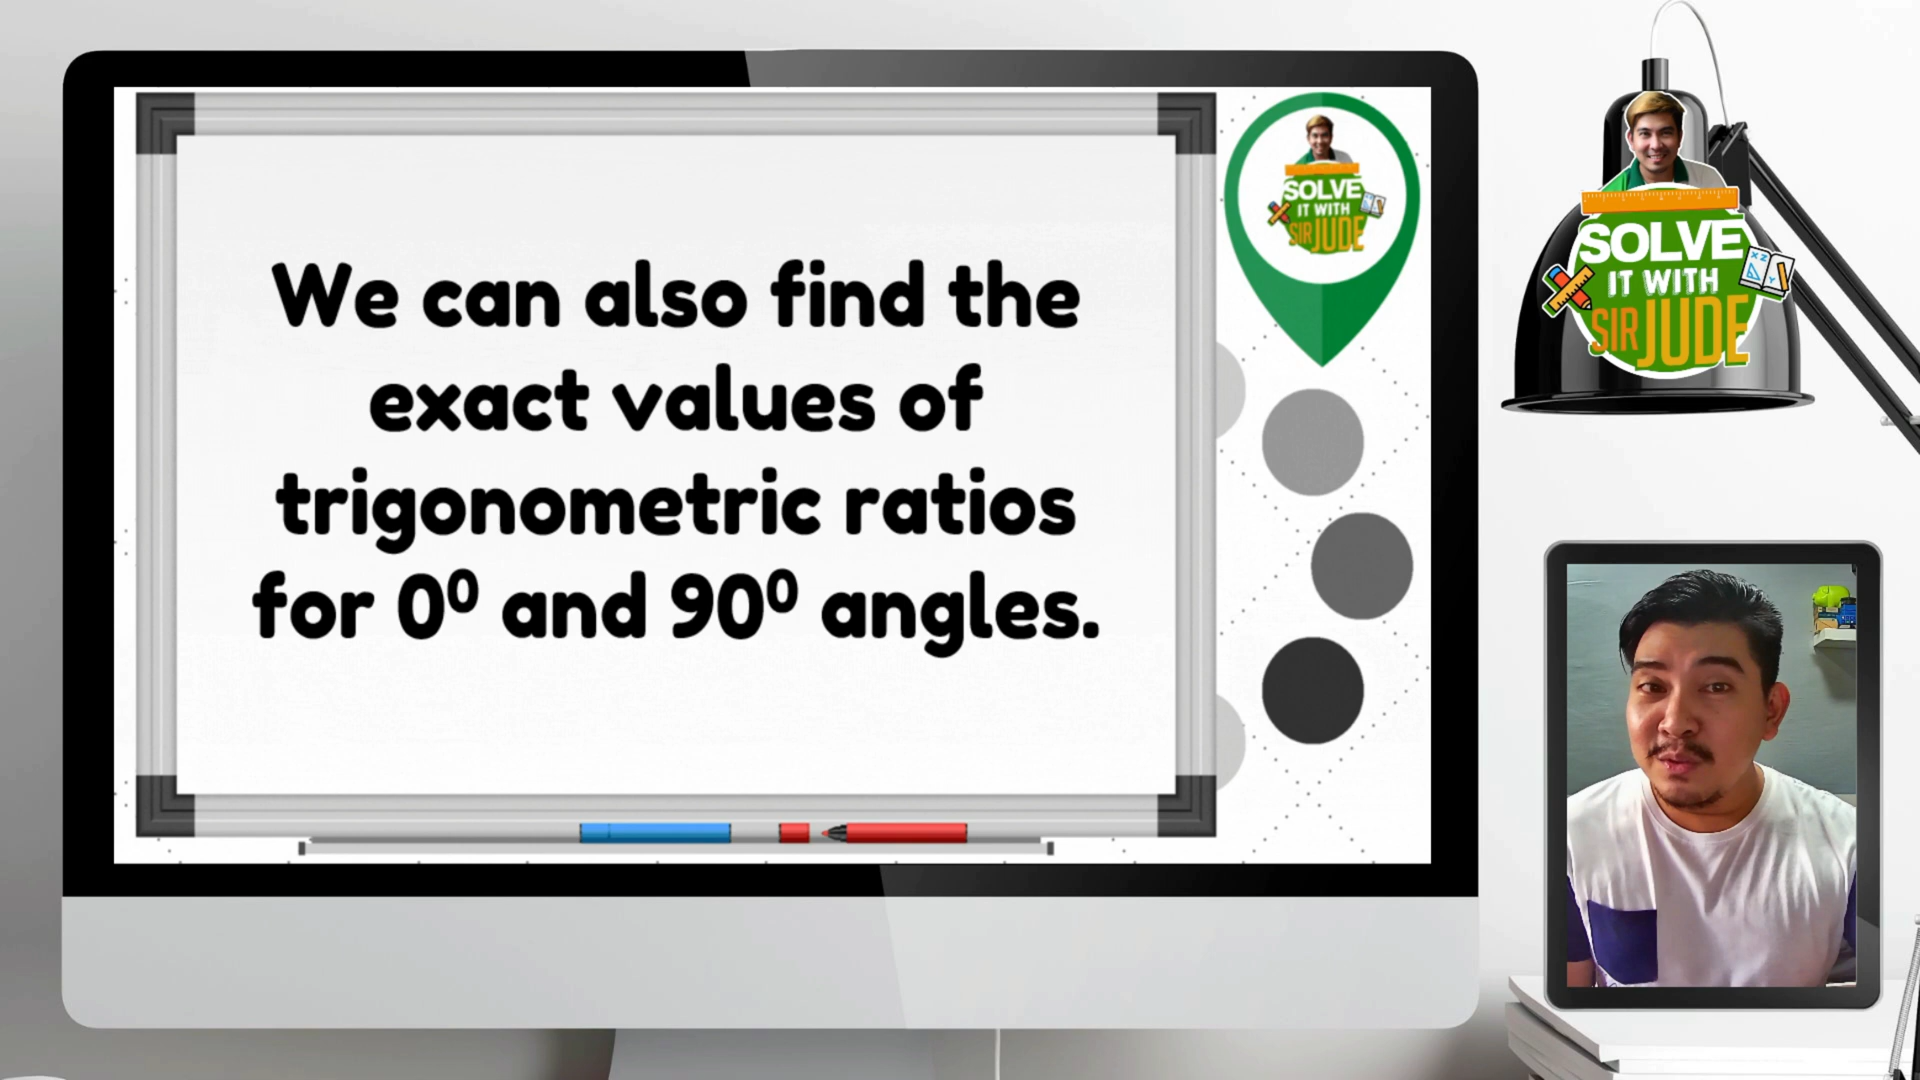 We can also find the
exact values of
trigonometric ratios
for 0⁰ and 90⁰ angles.
SOLVE
IT WITH
SIR JUDE
SOLVE
IT WITH
SIR JUDE